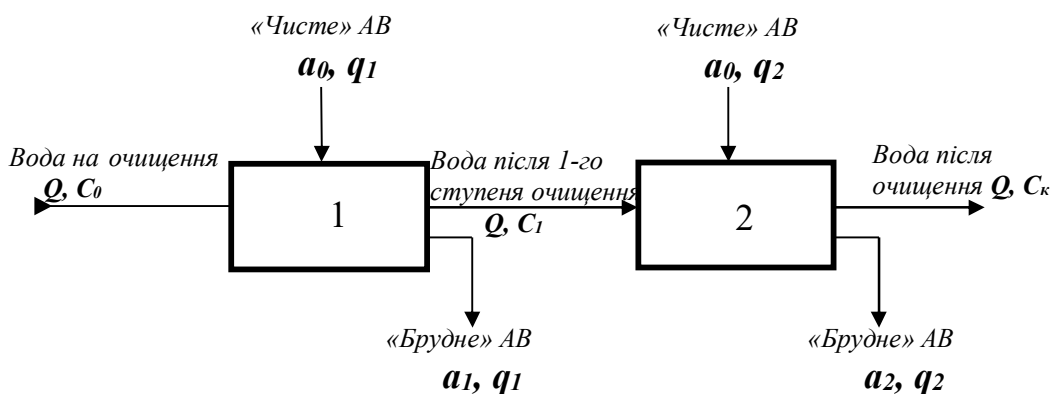 «Чисте» АВ
a0, q1
«Чисте» АВ
a0, q2
Вода на очищення
Q, C0
1
Вода після 1-го
ступеня очищення
Q, C1
2
Вода після
очищення Q, Cк
«Брудне» АВ
a1, q1
«Брудне» АВ
a2, q2